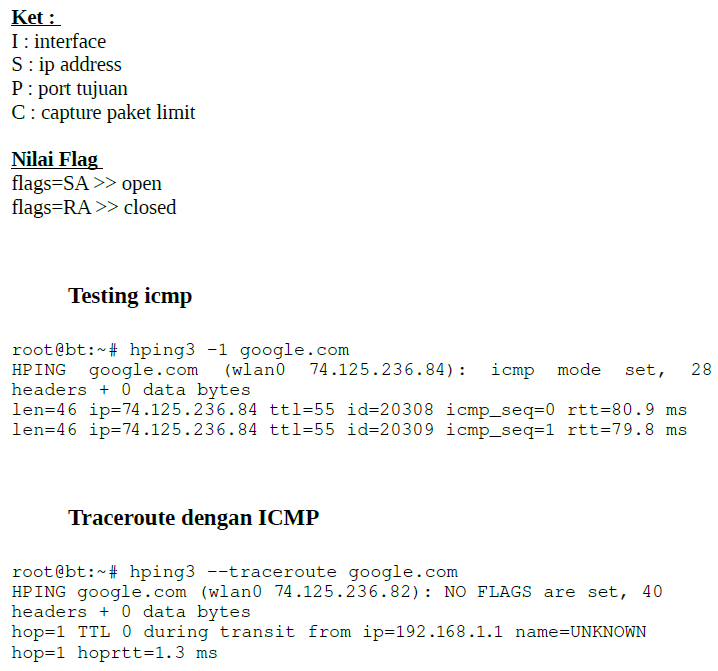 Ket :
I : interface
S : ip address
P : port tujuan
C : capture paket limit
Nilai Flag
flags=SA >> open
flags=RA >> closed
Testing icmp
root@bt:~# hping3 -1 google.com
HPING google.com (wlan0 74.125.236.84): icmp mode set, 28
headers + 0 data bytes
len=46 ip=74.125.236.84 ttl=55 id=20308 icmp_seq=0 rtt=80.9 ms
len=46 ip=74.125.236.84 ttl=55 id=20309 icmp_seq=1 rtt=79.8 ms
Traceroute dengan ICMP
root@bt:~# hping3 --traceroute google.com
HPING google.com (wlan0 74.125.236.82): NO FLAGS are set, 40
headers + 0 data bytes
hop=1 TTL 0 during transit from ip=192.168.1.1 name=UNKNOWN
hop=1 hoprtt=1.3 ms